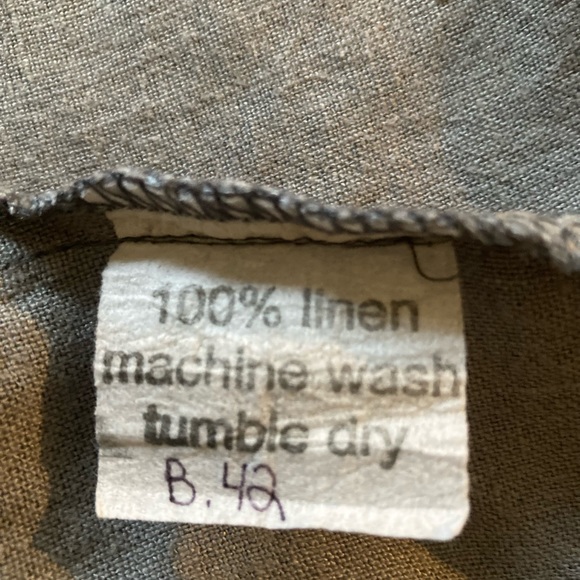 100% linen
machine wash
tumble dry
B.42